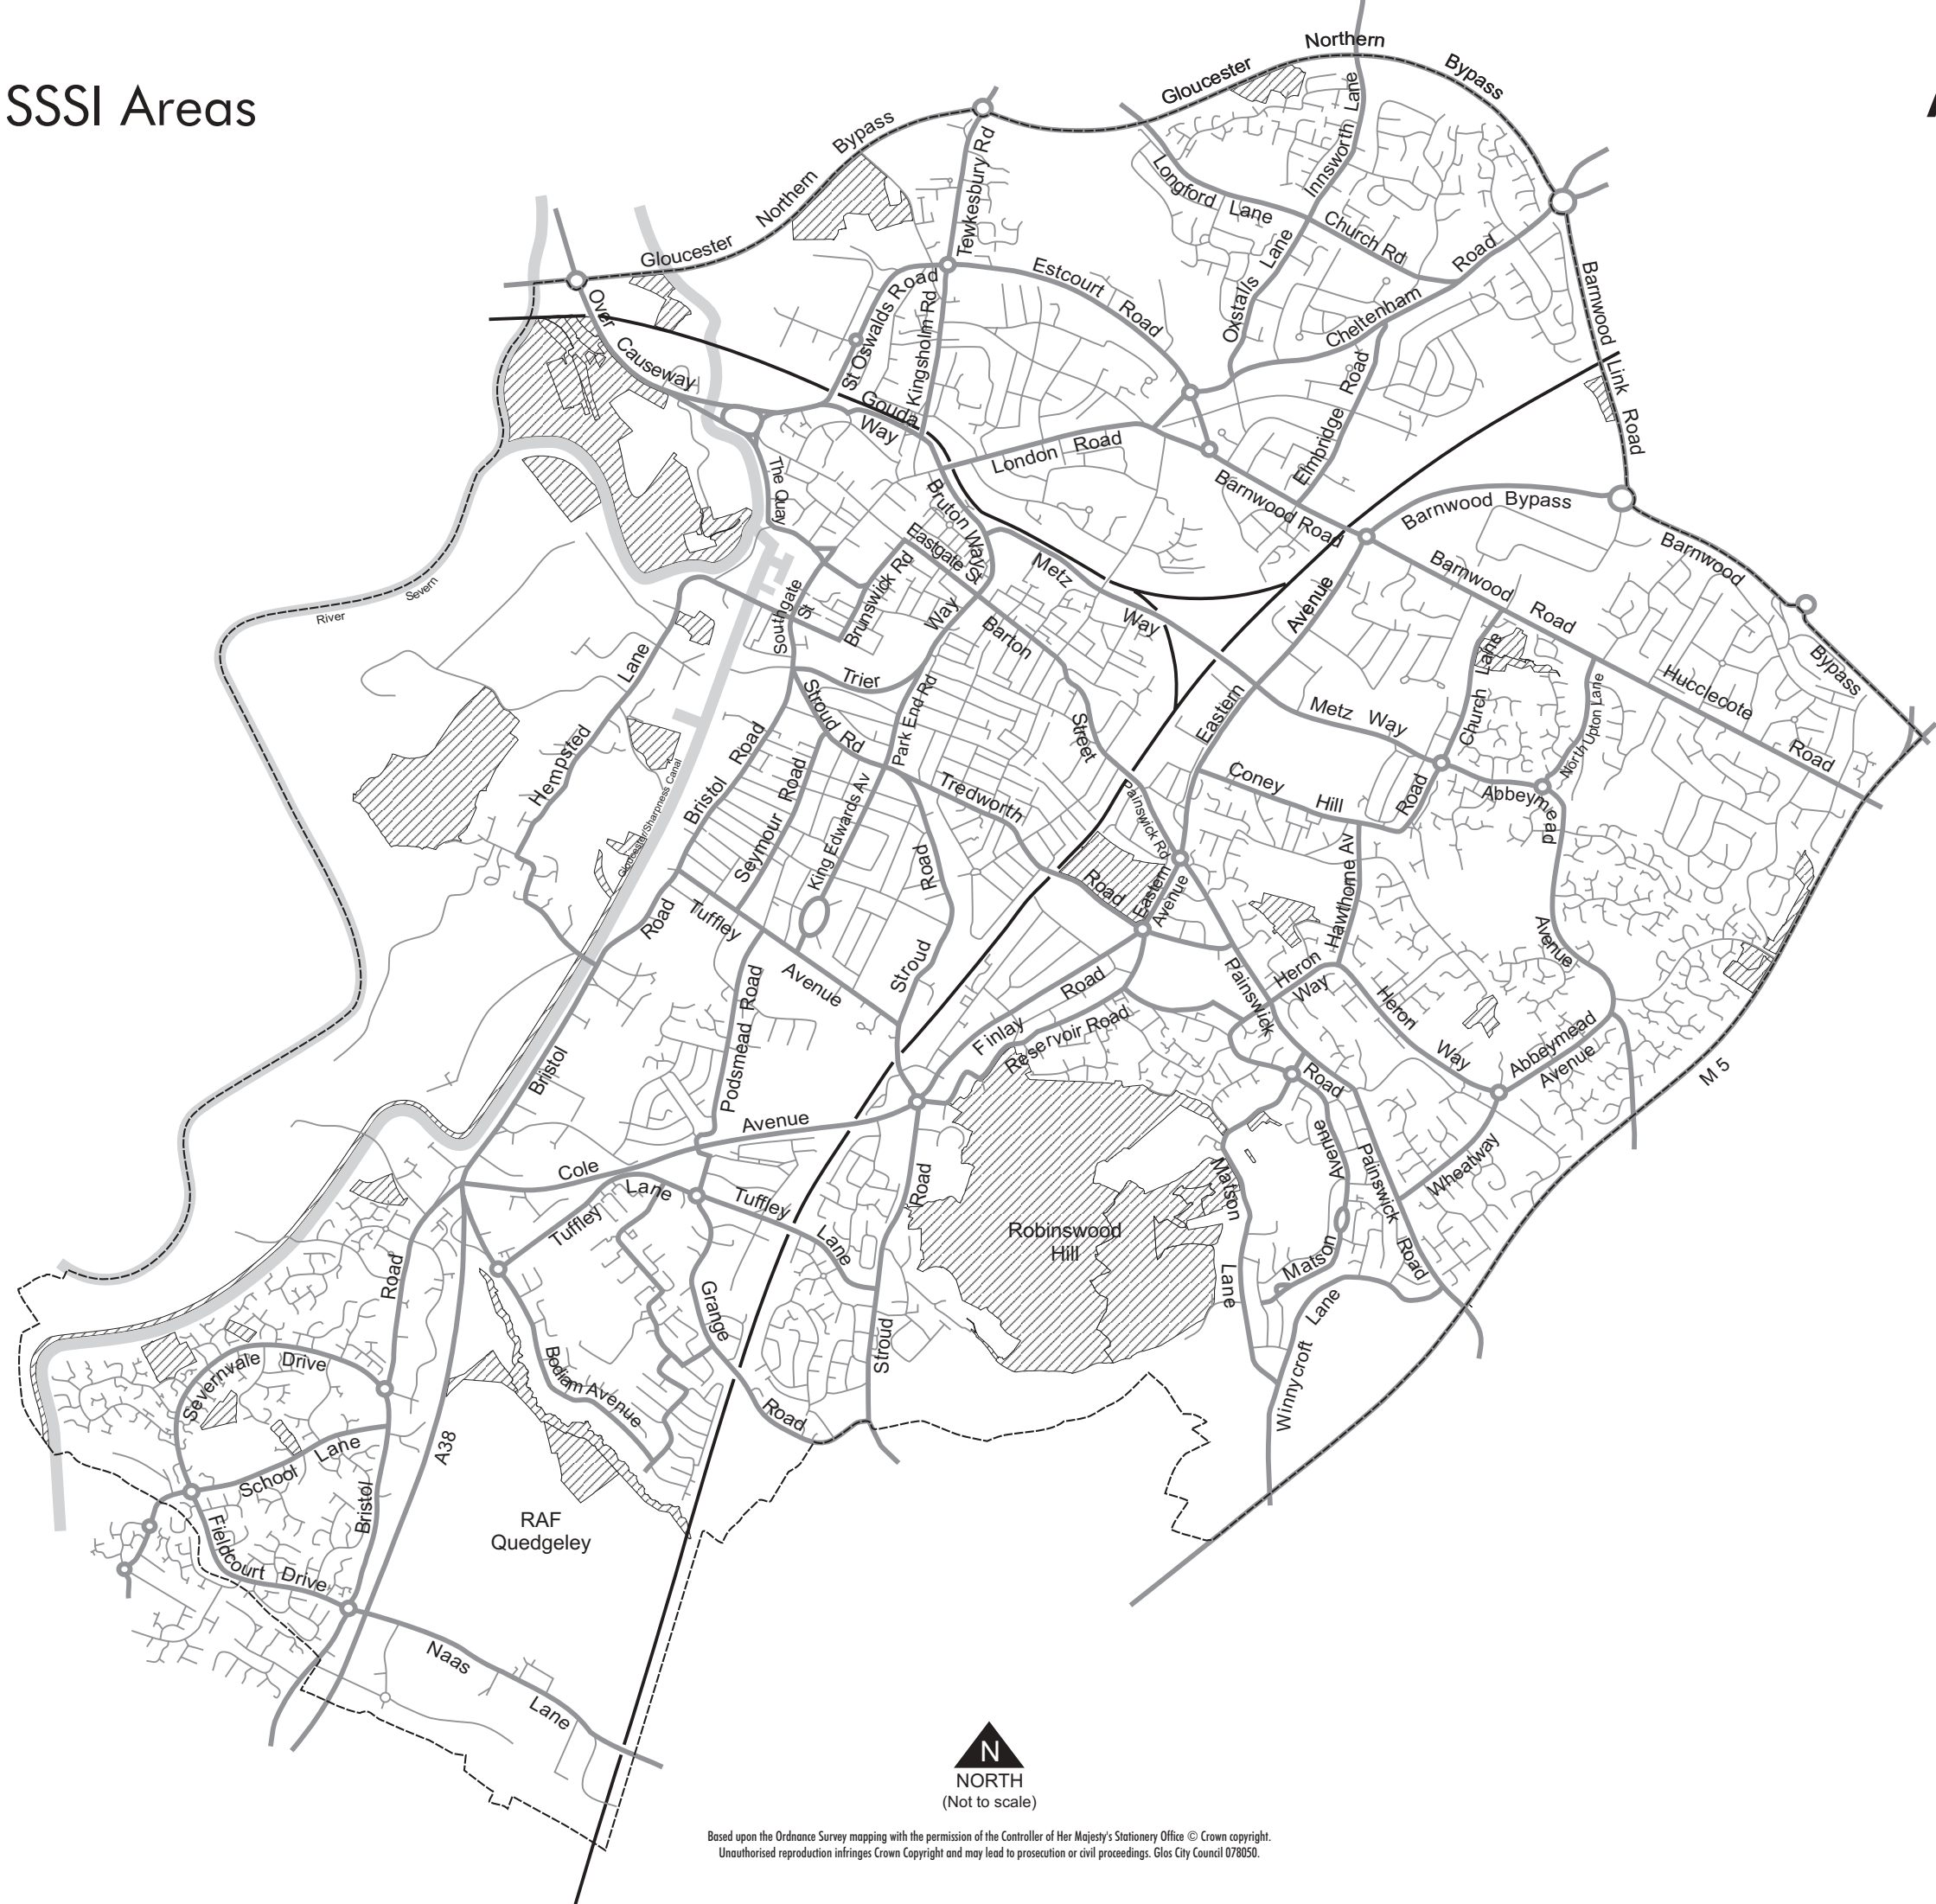 SSSI Areas
Northern
Gloucester
Bypass
Bypass
Northern
Gloucester
Innsworth Lane
Longford Lane
Tewkesbury Rd
Church Rd
Road
Cheltenham
Oxstalls Lane
Estcourt Road
St Oswalds Road
Kingsholm Rd
Over
Causeway
Gouda
Way
Barnwood Link Road
Elmbridge Road
London Road
Barnwood Road
Barnwood Bypass
Barnwood
Bypass
The Quay
Bruton Way
Eastgate St
Brunswick Rd
Southgate
St
Metz
Way
Avenue
Eastern
Barnwood
Road
Hucclecote
Road
River
Severn
Way
Barton
Street
Trier
Stroud Rd
Park End Rd
Lane
Hempsted
Gloucester/Sharpness Canal
Bristol Road
Seymour Road
King Edwards Av
Tredworth
Road
Painswick Rd
Eastern
Avenue
Metz Way
Church Lane
North Upton Lane
Coney Hill
Road
Abbeymead
Avenue
Hawthorne Av
Road
Tuffley
Avenue
Road
Stroud
Heron
Way
Heron
Way
Painswick
Road
Finlay Road
Reservoir Road
Abbeymead
Avenue
M 5
Bristol
Podsmead Road
Avenue
Cole
Lane
Tuffley
Tuffley
Lane
Road
Stroud
Robinswood
Hill
Matson
Lane
Avenue
Matson
Painswick
Road
Wheatway
Lane
Winnycroft
Grange
Road
Road
Bodiam Avenue
Severnvale Drive
School Lane
A38
Bristol
Fieldcourt Drive
RAF
Quedgeley
Naas
Lane
N
NORTH
(Not to scale)
Based upon the Ordnance Survey mapping with the permission of the Controller of Her Majesty's Stationery Office © Crown copyright.
Unauthorised reproduction infringes Crown Copyright and may lead to prosecution or civil proceedings. Glos City Council 078050.